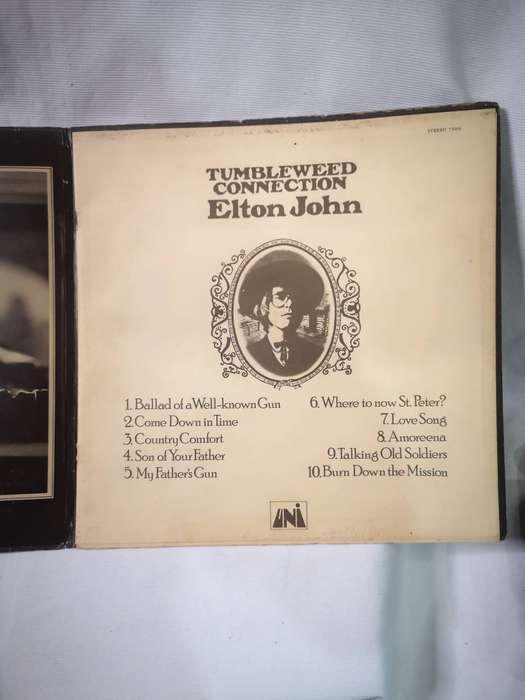 STEREO
TUMBLEWEED
CONNECTION
Elton John
1. Ballad of a Well-known Gun
2. Come Down in Time
3. Country Comfort
4. Son of Your Father
5. My Father's Gun
6. Where to now St. Peter?
7. Love Song
8. Amoreena
9. Talking Old Soldiers
10. Burn Down the Mission
UNI